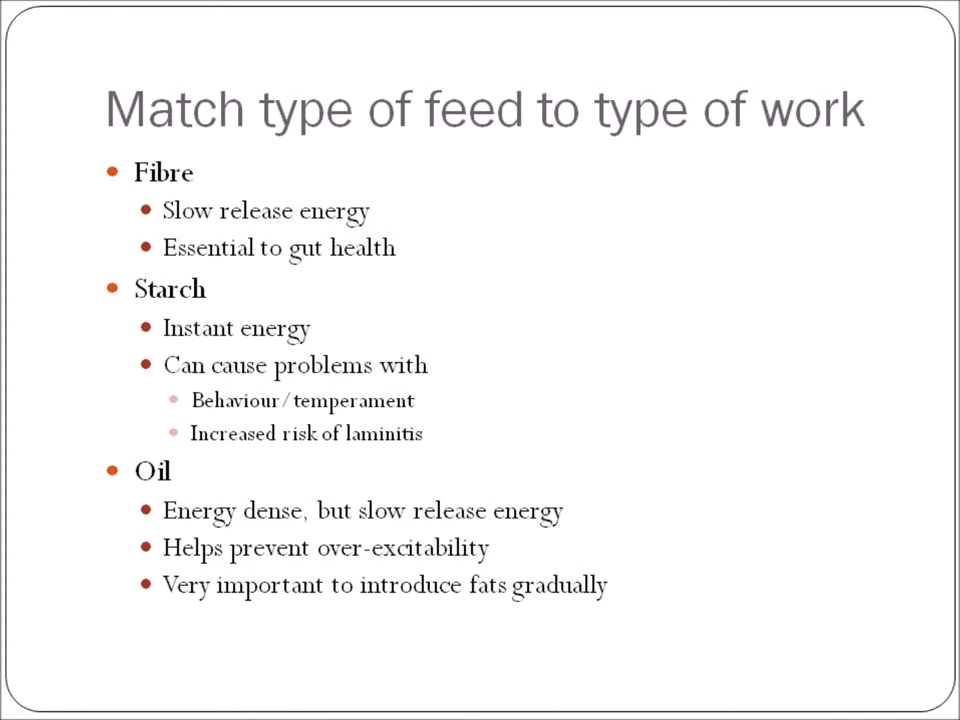 Match type of feed to type of work
Fibre
Slow release energy
Essential to gut health
Starch
Instant energy
Can cause problems with
Behaviour/temperament
Increased risk of laminitis
Oil
Energy dense, but slow release energy
Helps prevent over-excitability
Very important to introduce fats gradually